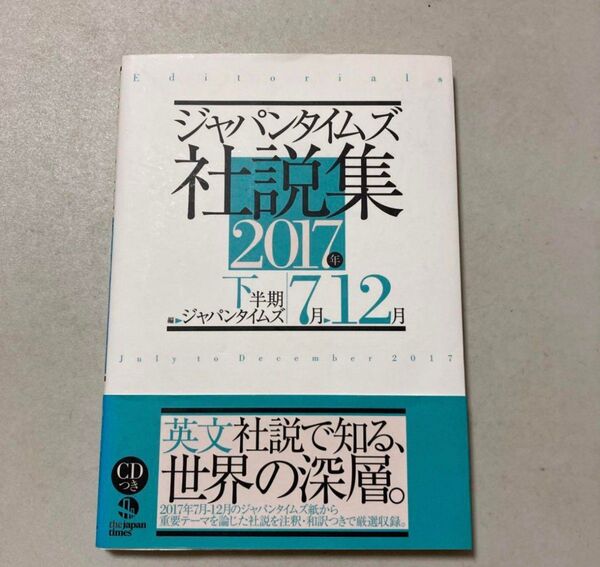 Editorials
ジャパンタイムズ
社説集
2017年
下半期
7月▶12月
編▶ジャパンタイムズ
July to December 2017
英文社説で知る、
世界の深層。
CDつき
2017年7月-12月のジャパンタイムズ紙から
重要テーマを論じた社説を注釈・和訳つきで厳選収録。
the japan
times